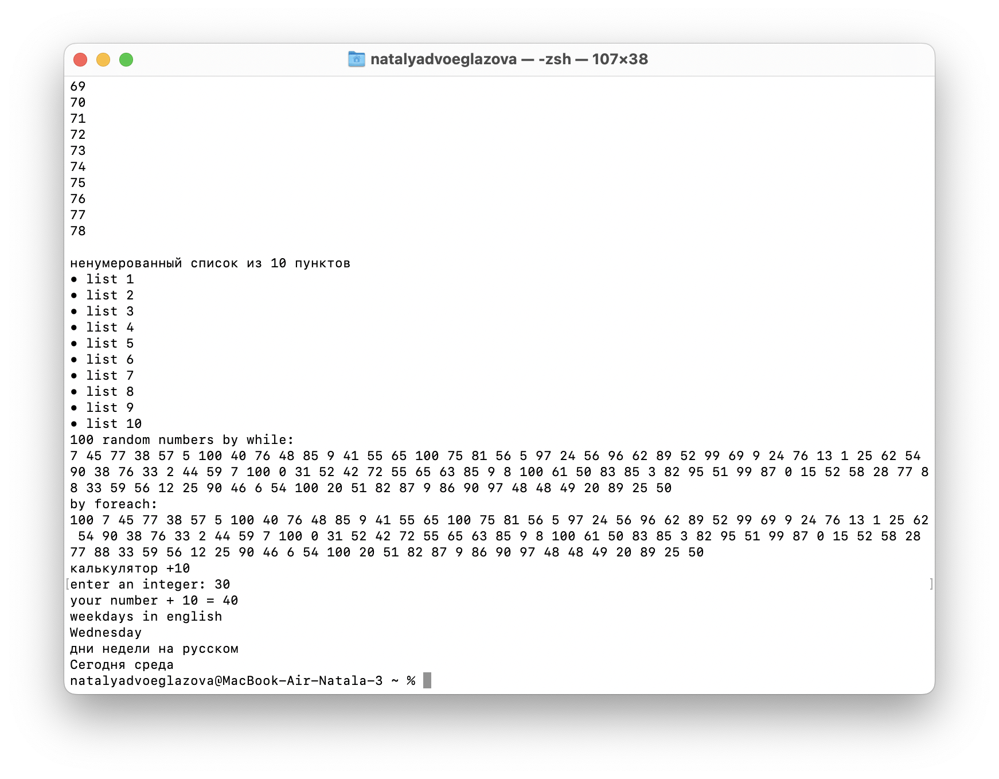 natalyadvoeglazova — -zsh — 107×38
69
70
71
72
73
74
75
76
77
78
ненумерованный список из 10 пунктов
• list 1
• list 2
• list 3
• list 4
• list 5
• list 6
• list 7
• list 8
• list 9
• list 10
100 random numbers by while:
7 45 77 38 57 5 100 40 76 48 85 9 41 55 65 100 75 81 56 5 97 24 56 96 62 89 52 99 69 9 24 76 13 1 25 62 54
90 38 76 33 2 44 59 7 100 0 31 52 42 72 55 65 63 85 9 8 100 61 50 83 85 3 82 95 51 99 87 0 15 52 58 28 77 8
8 33 59 56 12 25 90 46 6 54 100 20 51 82 87 9 86 90 97 48 48 49 20 89 25 50
by foreach:
100 7 45 77 38 57 5 100 40 76 48 85 9 41 55 65 100 75 81 56 5 97 24 56 96 62 89 52 99 69 9 24 76 13 1 25 62
54 90 38 76 33 2 44 59 7 100 0 31 52 42 72 55 65 63 85 9 8 100 61 50 83 85 3 82 95 51 99 87 0 15 52 58 28
77 88 33 59 56 12 25 90 46 6 54 100 20 51 82 87 9 86 90 97 48 48 49 20 89 25 50
калькулятор +10
[enter an integer: 30 ]
your number + 10 = 40
weekdays in english
Wednesday
дни недели на русском
Сегодня среда
natalyadvoeglazova@MacBook-Air-Natala-3 ~ %